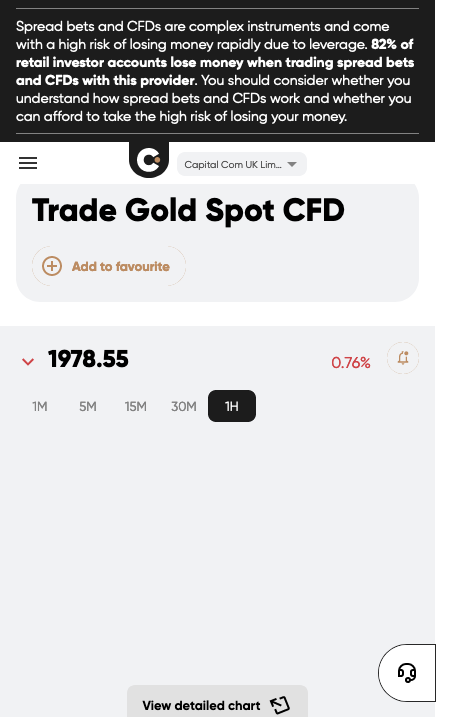 Spread bets and CFDs are complex instruments and come
with a high risk of losing money rapidly due to leverage. 82% of
retail investor accounts lose money when trading spread bets
and CFDs with this provider. You should consider whether you
understand how spread bets and CFDs work and whether you
can afford to take the high risk of losing your money.
Capital Com UK Lim...
Trade Gold Spot CFD
Add to favourite
1978.55
0.76%
1M 5M 15M 30M 1H
View detailed chart